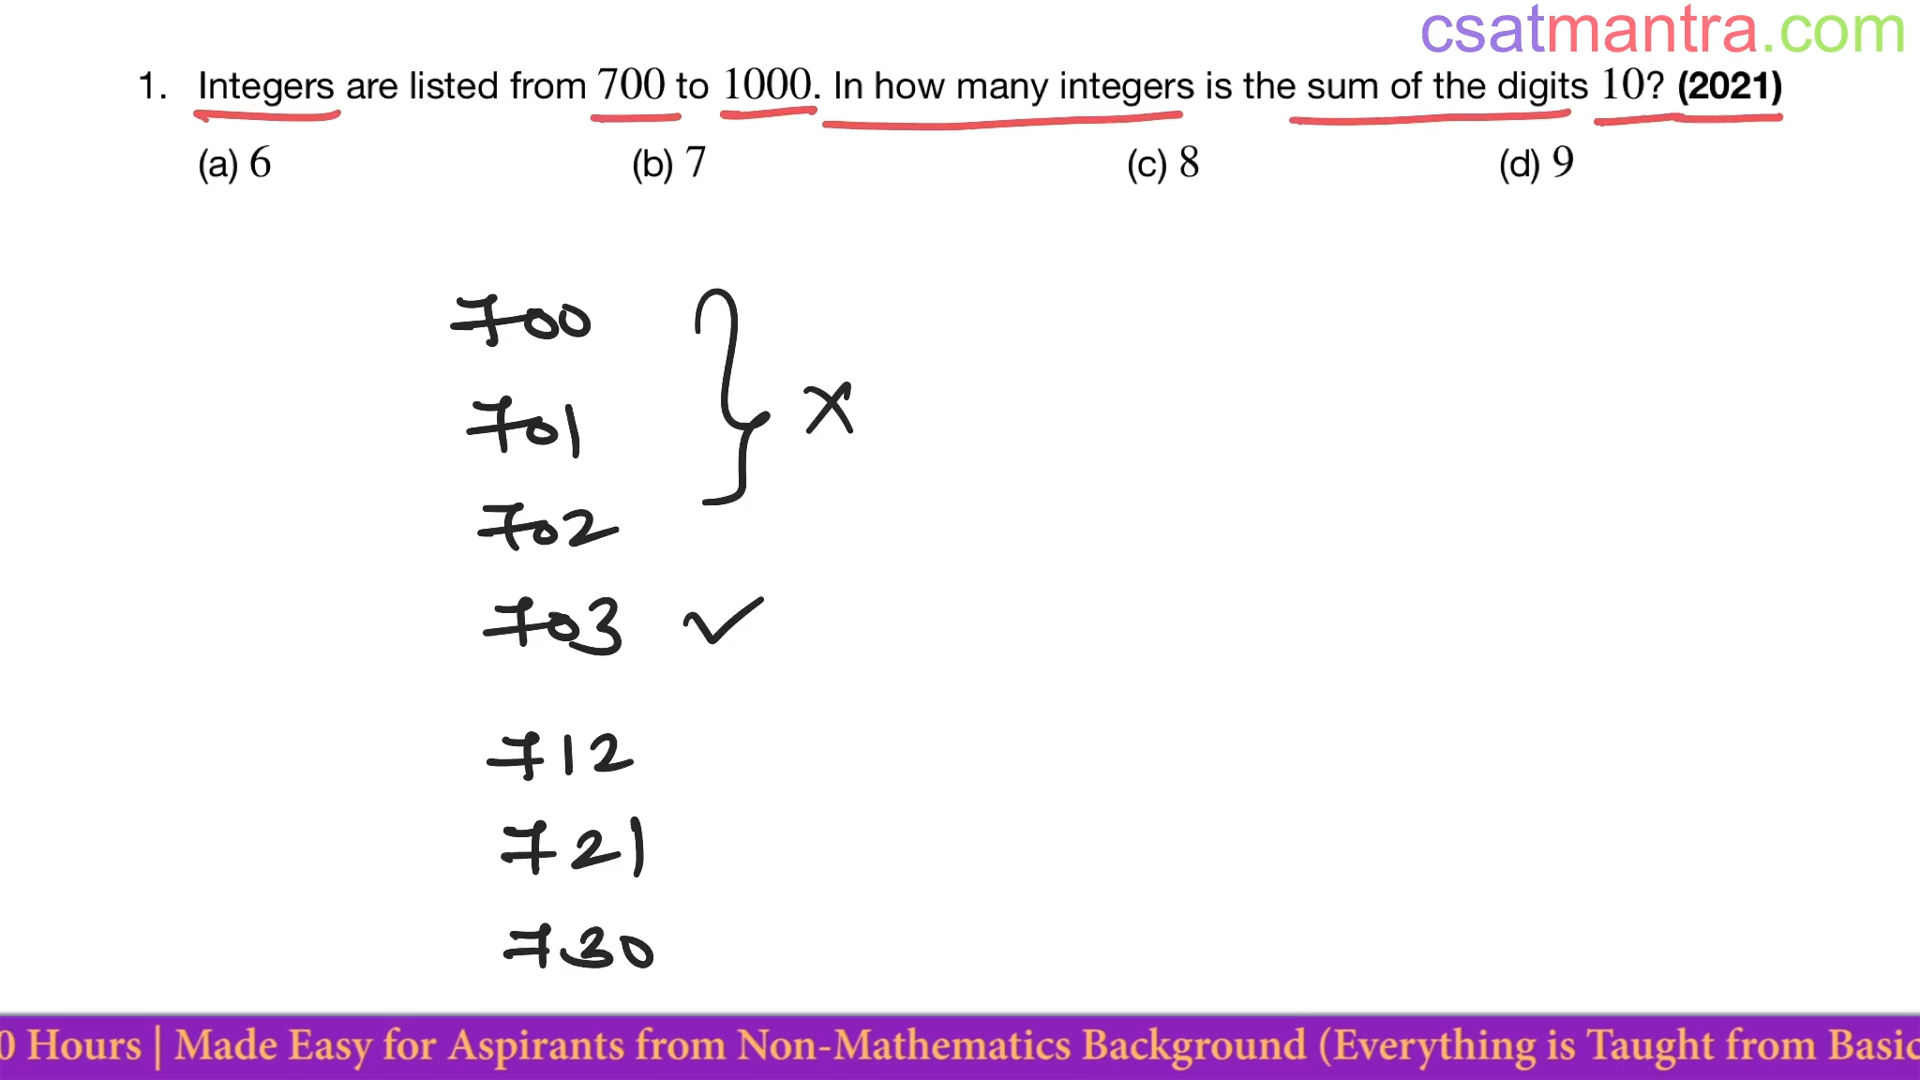 csatmantra.com
1. Integers are listed from 700 to 1000. In how many integers is the sum of the digits 10? (2021)
(a) 6 (b) 7 (c) 8 (d) 9
700
701
x
702
703 ✓
712
721
730
0 Hours | Made Easy for Aspirants from Non-Mathematics Background (Everything is Taught from Basic